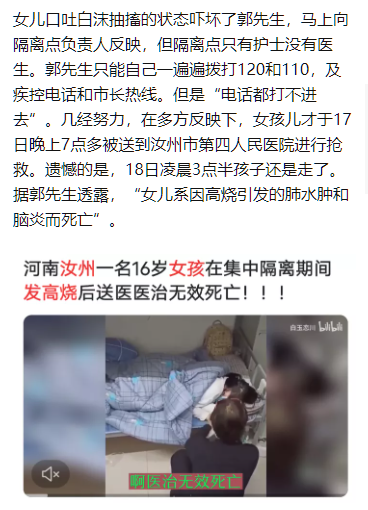 女儿口吐白沫抽搐的状态吓坏了郭先生，马上向
隔离点负责人反映，但隔离点只有护士没有医
生。郭先生只能自己一遍遍拨打120和110，及
疾控电话和市长热线。但是“电话都打不进
去”。几经努力，在多方反映下，女孩儿才于17
日晚上7点多被送到汝州市第四人民医院进行抢
救。遗憾的是，18日凌晨3点半孩子还是走了。
据郭先生透露，“女儿系因高烧引发的肺水肿和
脑炎而死亡”。
河南汝州一名16岁女孩在集中隔离期间
发高烧后送医医治无效死亡！！！
白玉恋川 bilibili
啊医治无效死亡